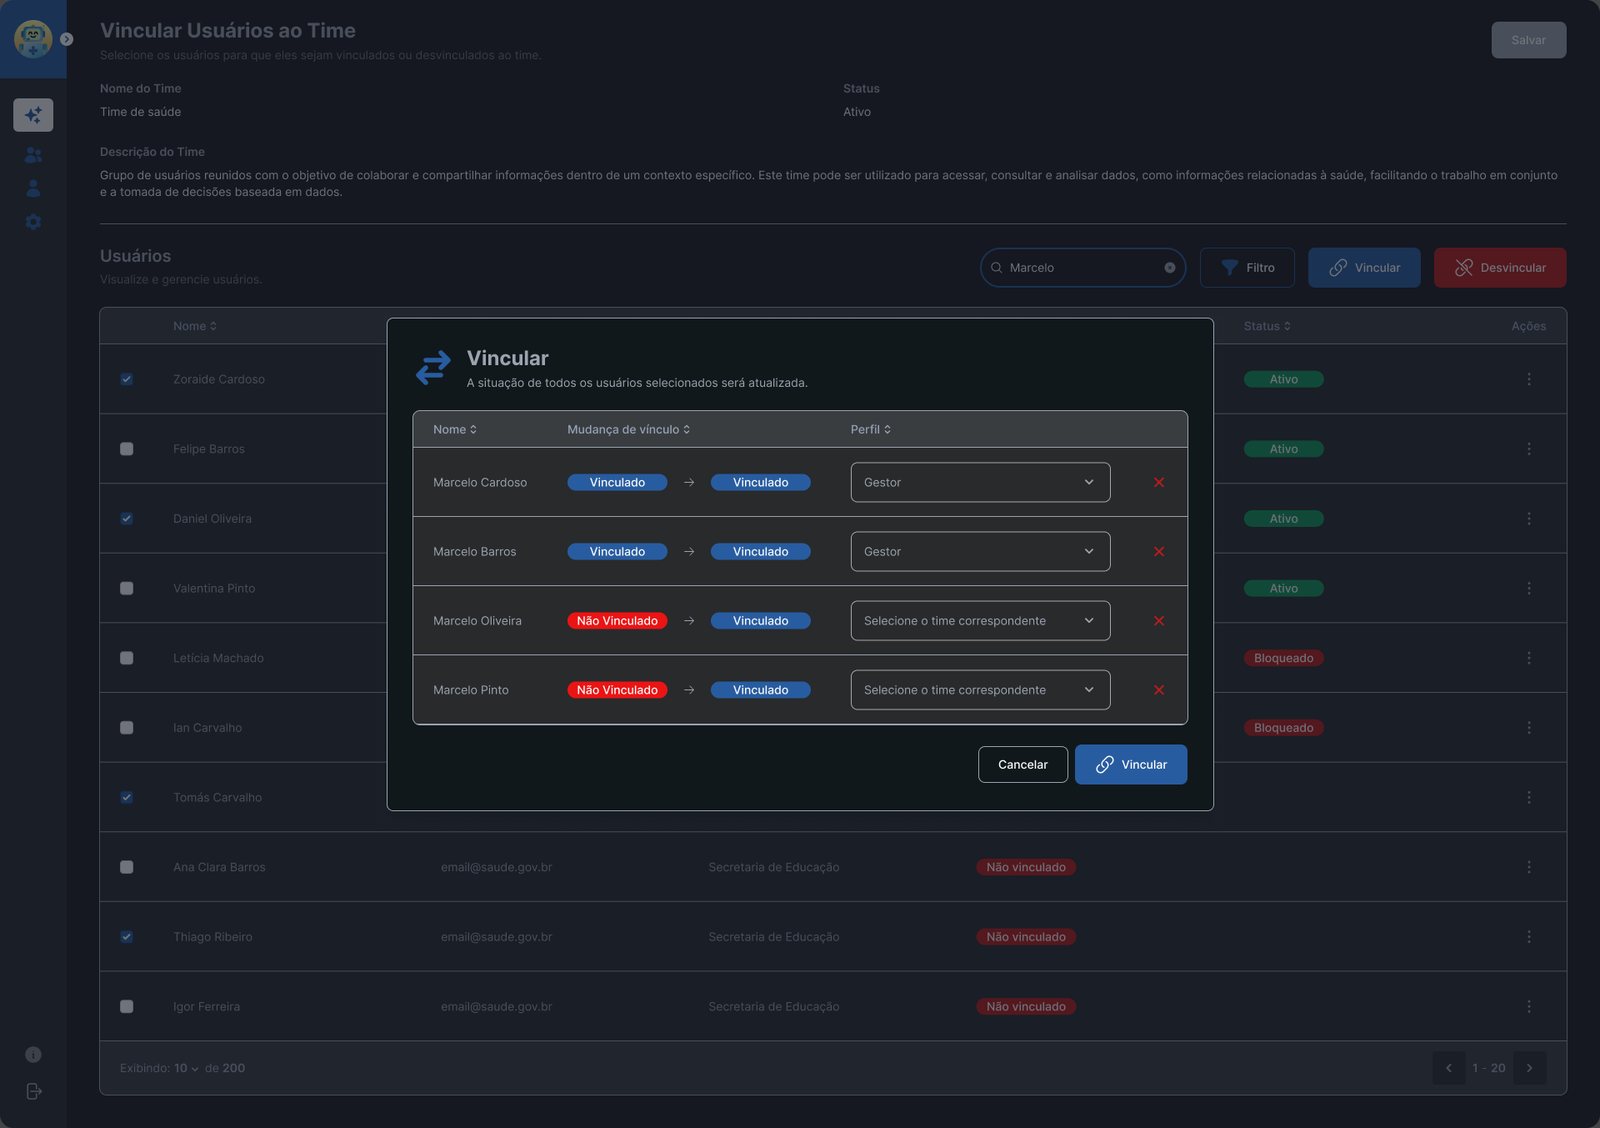 Vincular Usuários ao Time
Selecione os usuários para que eles sejam vinculados ou desvinculados ao time.
Salvar
Nome do Time
Status
Time de saúde
Ativo
Descrição do Time
Grupo de usuários reunidos com o objetivo de colaborar e compartilhar informações dentro de um contexto específico. Este time pode ser utilizado para acessar, consultar e analisar dados, como informações relacionadas à saúde, facilitando o trabalho em conjunto
e a tomada de decisões baseada em dados.
Usuários
Visualize e gerencie usuários.
Marcelo
Filtro
Vincular
Desvincular
Nome
Status
Ações
Zoraide Cardoso
Ativo
Felipe Barros
Ativo
Daniel Oliveira
Ativo
Valentina Pinto
Ativo
Letícia Machado
Bloqueado
Ian Carvalho
Bloqueado
Tomás Carvalho
Ana Clara Barros email@saude.gov.br Secretaria de Educação Não vinculado
Thiago Ribeiro email@saude.gov.br Secretaria de Educação Não vinculado
Igor Ferreira email@saude.gov.br Secretaria de Educação Não vinculado
Exibindo: 10 de 200
1 - 20
Vincular
A situação de todos os usuários selecionados será atualizada.
Nome Mudança de vínculo Perfil
Marcelo Cardoso Vinculado Vinculado Gestor
Marcelo Barros Vinculado Vinculado Gestor
Marcelo Oliveira Não Vinculado Vinculado Selecione o time correspondente
Marcelo Pinto Não Vinculado Vinculado Selecione o time correspondente
Cancelar
Vincular